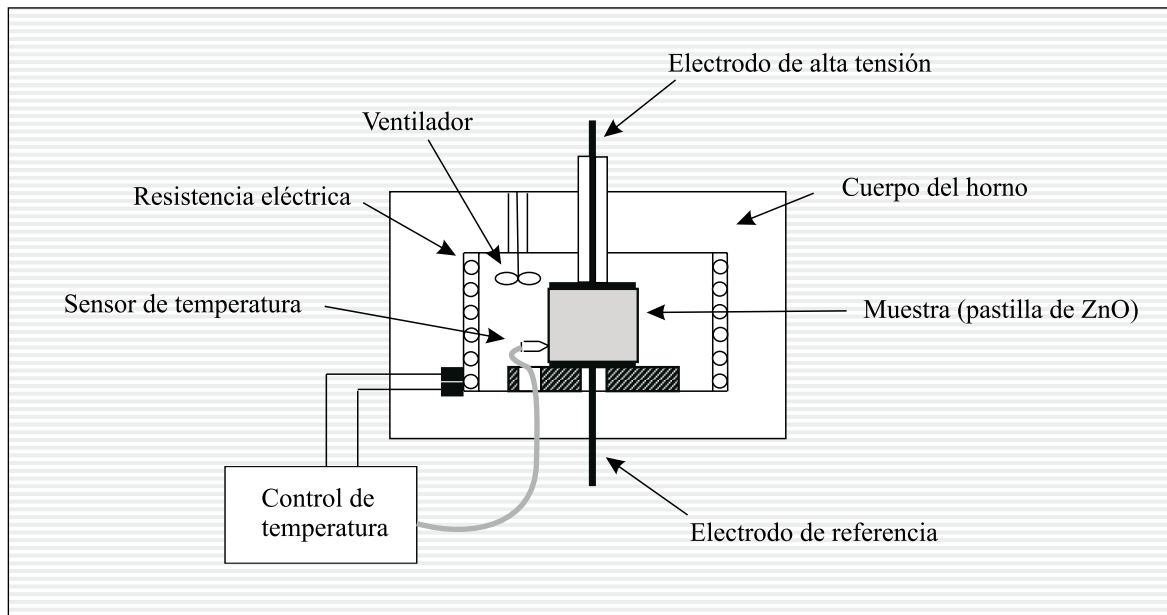 Electrodo de alta tensión
Ventilador
Cuerpo del horno
Resistencia eléctrica
Sensor de temperatura
Muestra (pastilla de ZnO)
Control de
temperatura
Electrodo de referencia